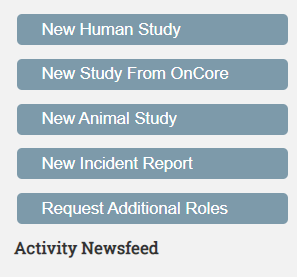 New Human Study
New Study From OnCore
New Animal Study
New Incident Report
Request Additional Roles
Activity Newsfeed